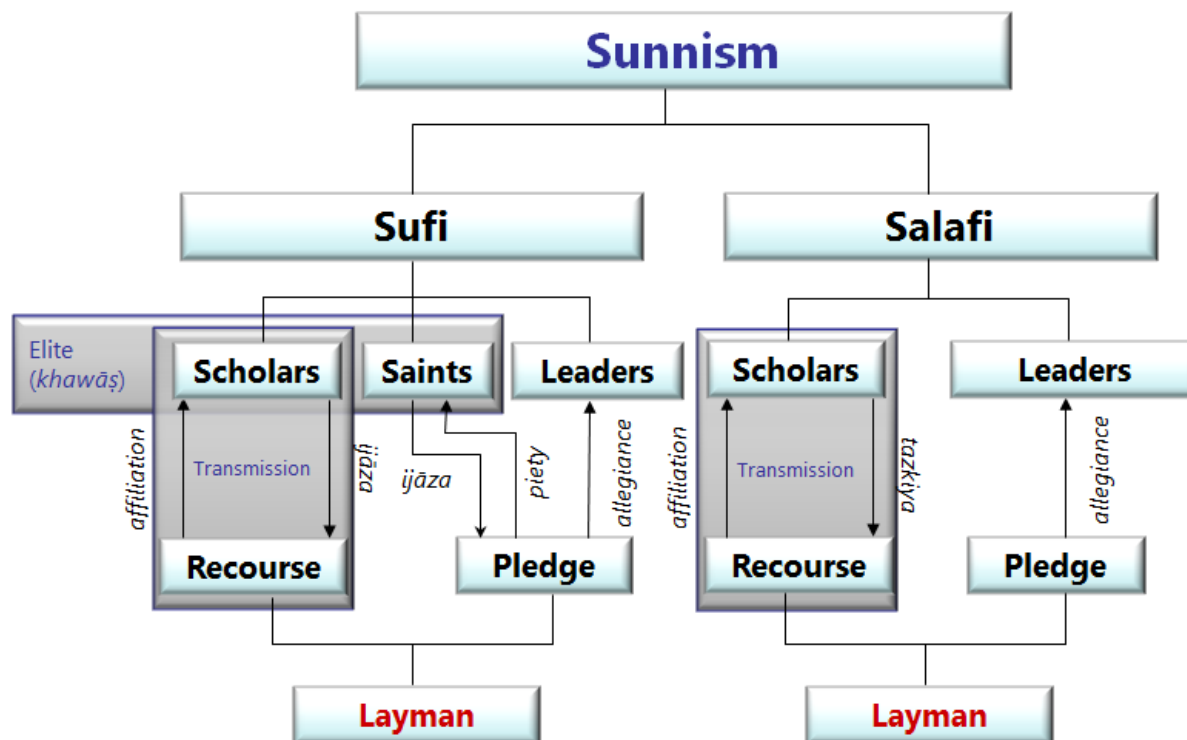 Sunnism
Sufi
Salafi
Elite
(khawāṣ)
Scholars
Saints
Leaders
Scholars
Leaders
affiliation
Transmission
ijāza
ijāza
piety
allegiance
affiliation
Transmission
tazkiya
allegiance
Recourse
Pledge
Recourse
Pledge
Layman
Layman